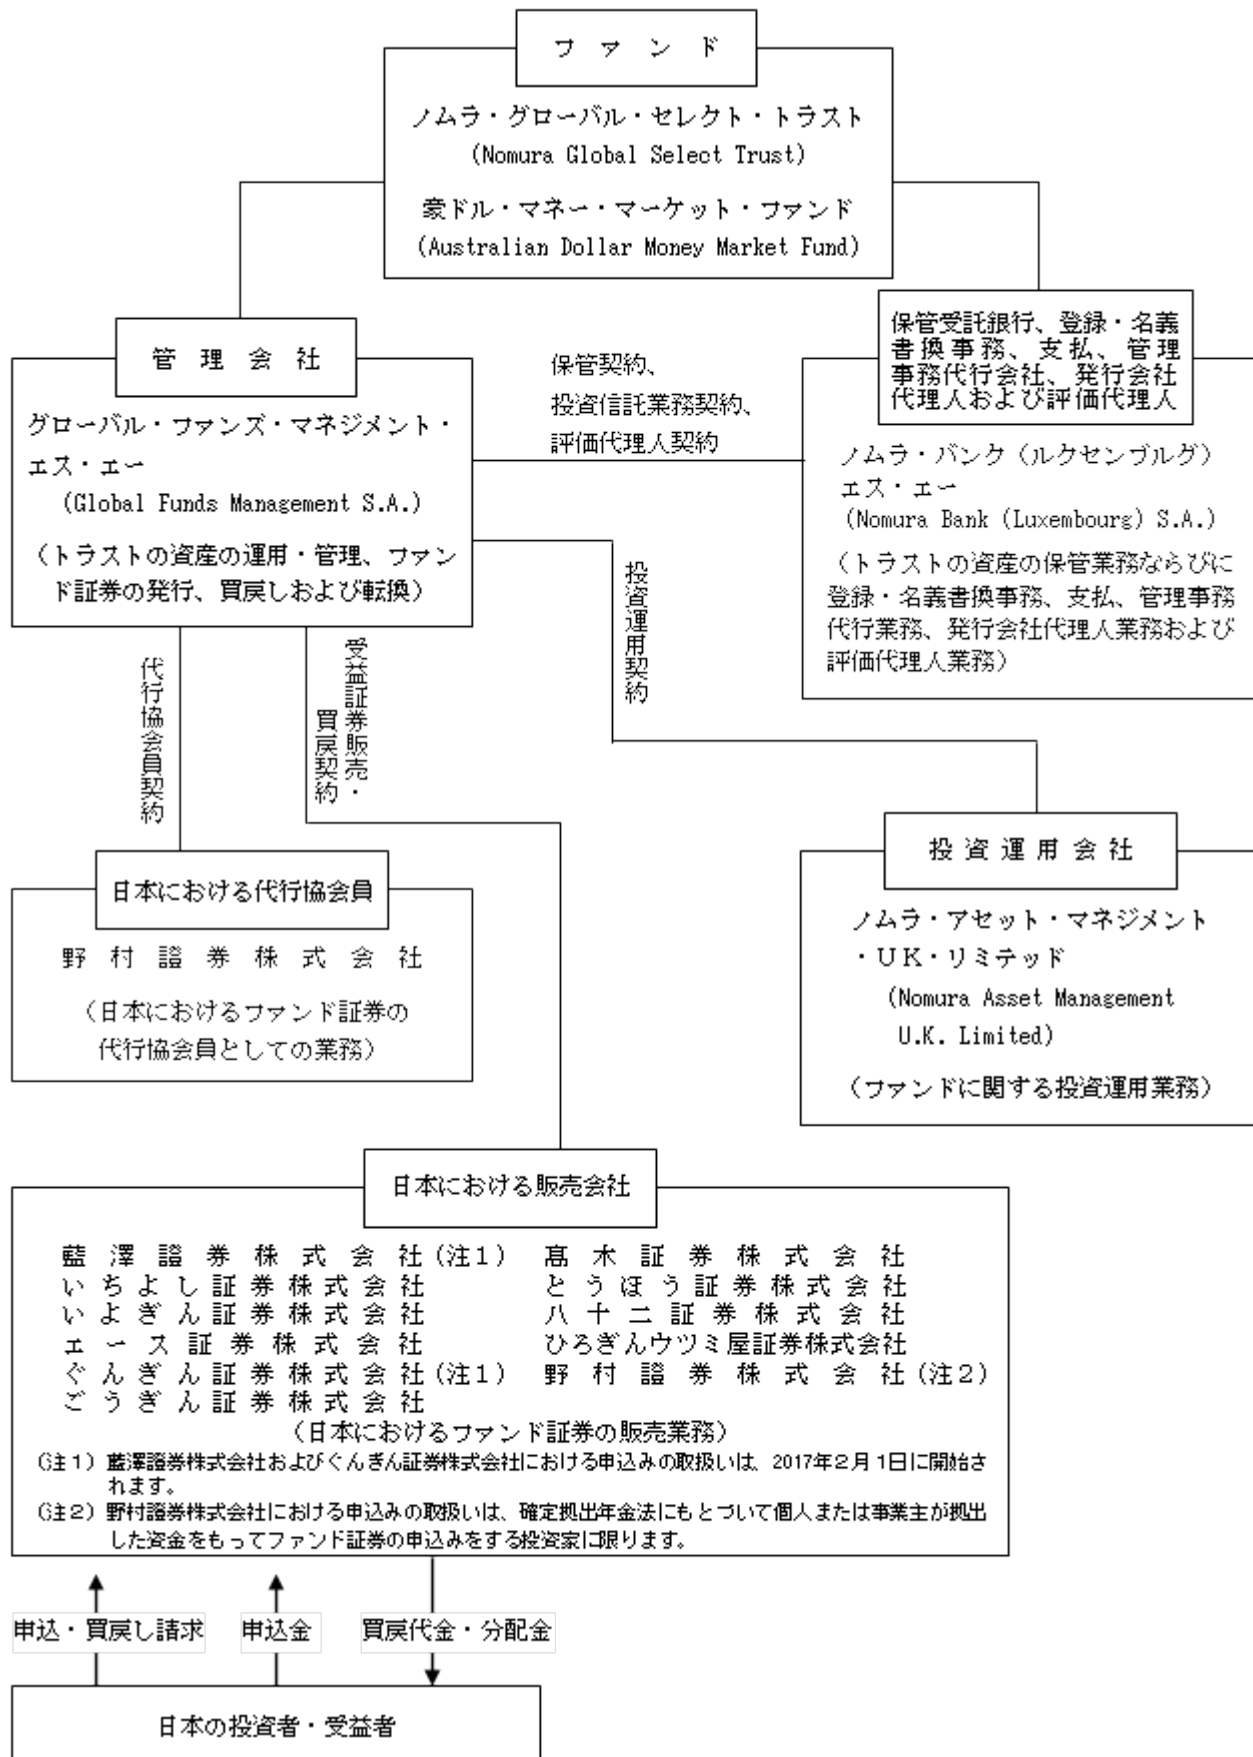 ファンド
ノムラ・グローバル・セレクト・トラスト
(Nomura Global Select Trust)
豪ドル・マネー・マーケット・ファンド
(Australian Dollar Money Market Fund)
管理会社
グローバル・ファンズ・マネジメント・
エス・エー
(Global Funds Management S.A.)
（トラストの資産の運用・管理、ファン
ド証券の発行、買戻しおよび転換）
保管契約、
投資信託業務契約、
評価代理人契約
保管受託銀行、登録・名義
書換事務、支払、管理
事務代行会社、発行会社
代理人および評価代理人
ノムラ・バンク（ルクセンブルグ）
エス・エー
(Nomura Bank (Luxembourg) S.A.)
（トラストの資産の保管業務ならびに
登録・名義書換事務、支払、管理事務
代行業務、発行会社代理人業務および
評価代理人業務）
代行協会員契約
受益証券販売・
買戻契約
投資運用契約
日本における代行協会員
野村證券株式会社
（日本におけるファンド証券の
代行協会員としての業務）
投資運用会社
ノムラ・アセット・マネジメント
・ＵＫ・リミテッド
(Nomura Asset Management
U.K. Limited)
（ファンドに関する投資運用業務）
日本における販売会社
藍澤證券株式会社(注１) 髙木証券株式会社
いちよし証券株式会社 とうほう証券株式会社
いよぎん証券株式会社 八十二証券株式会社
エース証券株式会社 ひろぎんウツミ屋証券株式会社
ぐんぎん証券株式会社(注１) 野村證券株式会社(注２)
ごうぎん証券株式会社
（日本におけるファンド証券の販売業務）
(注１) 藍澤證券株式会社およびぐんぎん証券株式会社における申込みの取扱いは、2017年２月１日に開始さ
れます。
(注２) 野村證券株式会社における申込みの取扱いは、確定拠出年金法にもとづいて個人または事業主が拠出
した資金をもってファンド証券の申込みをする投資家に限ります。
申込・買戻し請求 申込金 買戻代金・分配金
日本の投資者・受益者